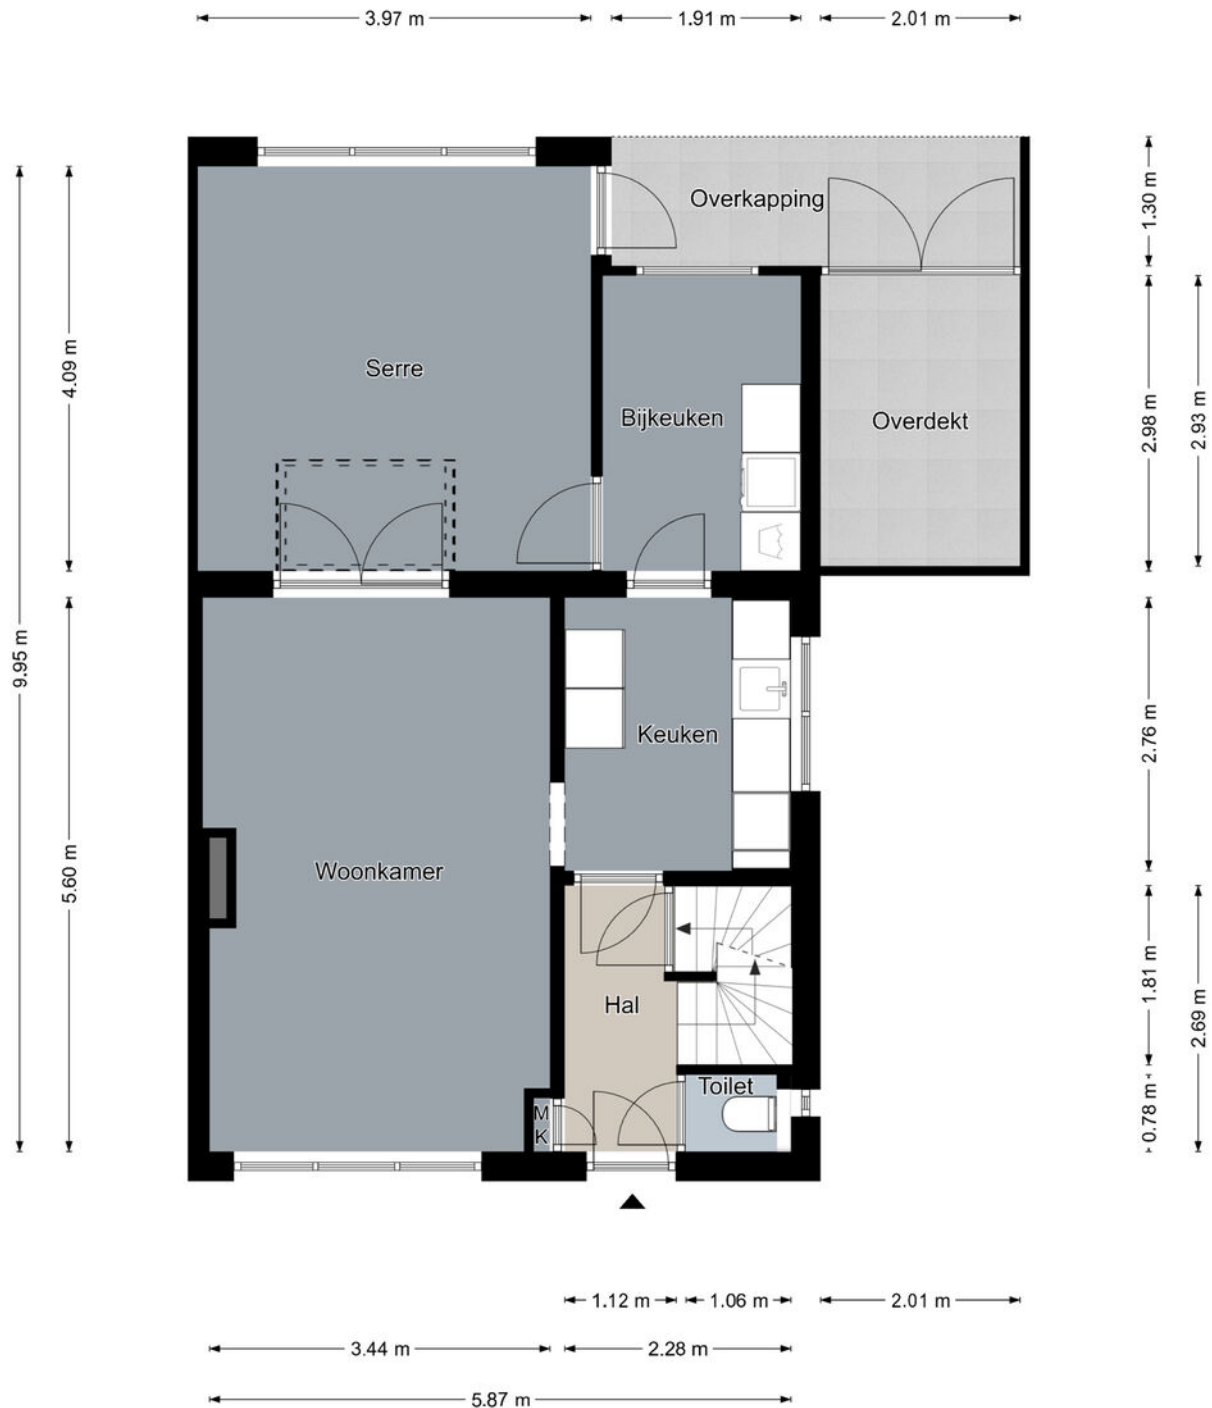 3.97 m
1.91 m
2.01 m
Overkapping
1.30 m
Serre
4.09 m
Bijkeuken
Overdekt
2.98 m
2.93 m
9.95 m
Keuken
2.76 m
Woonkamer
5.60 m
Hal
1.81 m
2.69 m
Toilet
M
K
0.78 m
1.12 m
1.06 m
2.01 m
3.44 m
2.28 m
5.87 m